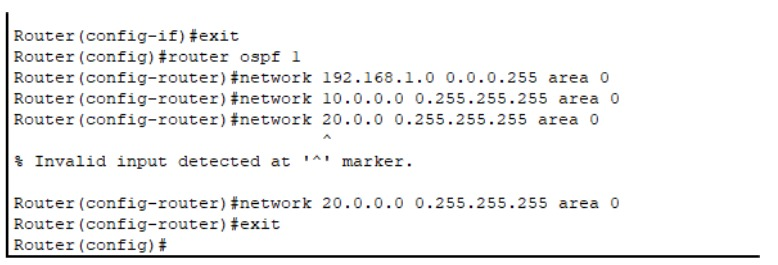 Router(config-if)#exit
Router(config)#router ospf 1
Router(config-router)#network 192.168.1.0 0.0.0.255 area 0
Router(config-router)#network 10.0.0.0 0.255.255.255 area 0
Router(config-router)#network 20.0.0 0.255.255.255 area 0
^
% Invalid input detected at '^' marker.
Router(config-router)#network 20.0.0.0 0.255.255.255 area 0
Router(config-router)#exit
Router(config)#